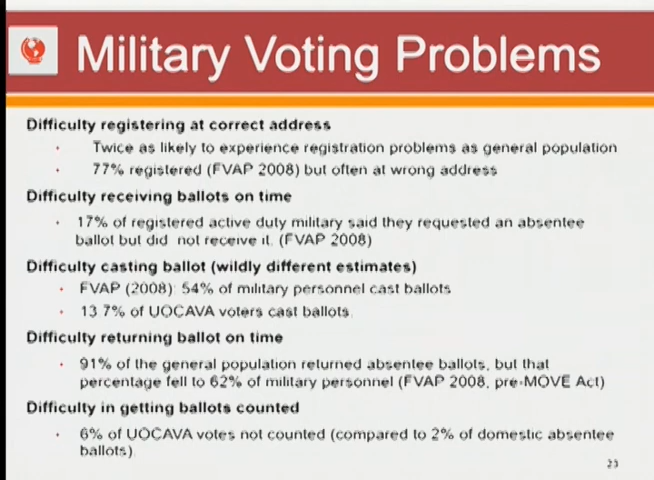 Military Voting Problems
Difficulty registering at correct address
· Twice as likely to experience registration problems as general population
· 77% registered (FVAP 2008) but often at wrong address
Difficulty receiving ballots on time
· 17% of registered active duty military said they requested an absentee
ballot but did not receive it. (FVAP 2008)
Difficulty casting ballot (wildly different estimates)
· FVAP (2008): 54% of military personnel cast ballots
· 13.7% of UOCAVA voters cast ballots.
Difficulty returning ballot on time
· 91% of the general population returned absentee ballots, but that
percentage fell to 62% of military personnel (FVAP 2008, pre-MOVE Act)
Difficulty in getting ballots counted
· 6% of UOCAVA votes not counted (compared to 2% of domestic absentee
ballots).
23